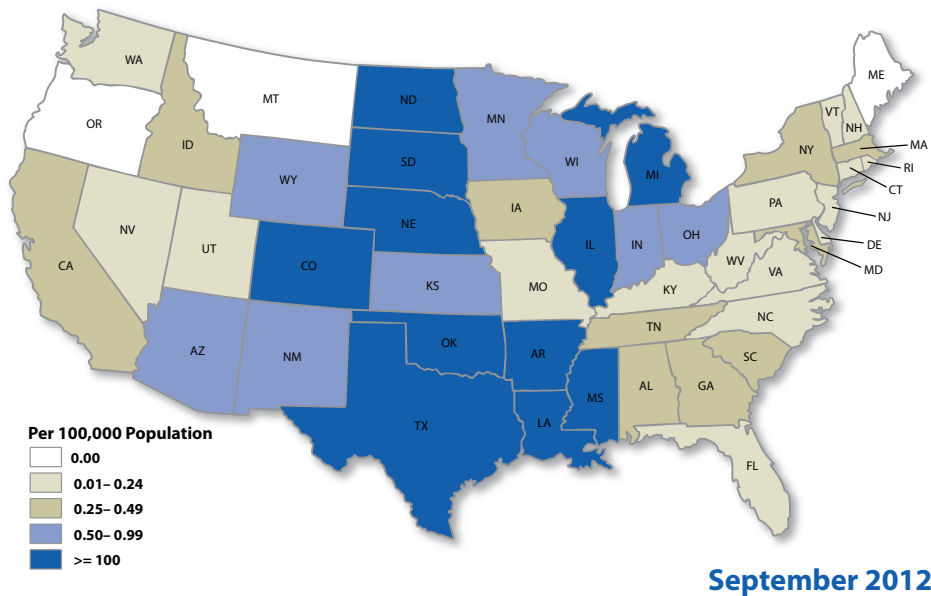 WA
ME
MT
ND
OR
MN
VT
NH
ID
SD
WI
NY
MA
WY
MI
RI
CT
IA
NE
PA
NJ
NV
IL
IN
OH
UT
DE
CA
CO
WV
MD
KS
MO
VA
KY
NC
TN
OK
AZ
NM
AR
SC
MS
AL
GA
LA
TX
FL
Per 100,000 Population
0.00
0.01– 0.24
0.25– 0.49
0.50– 0.99
>= 100
September 2012